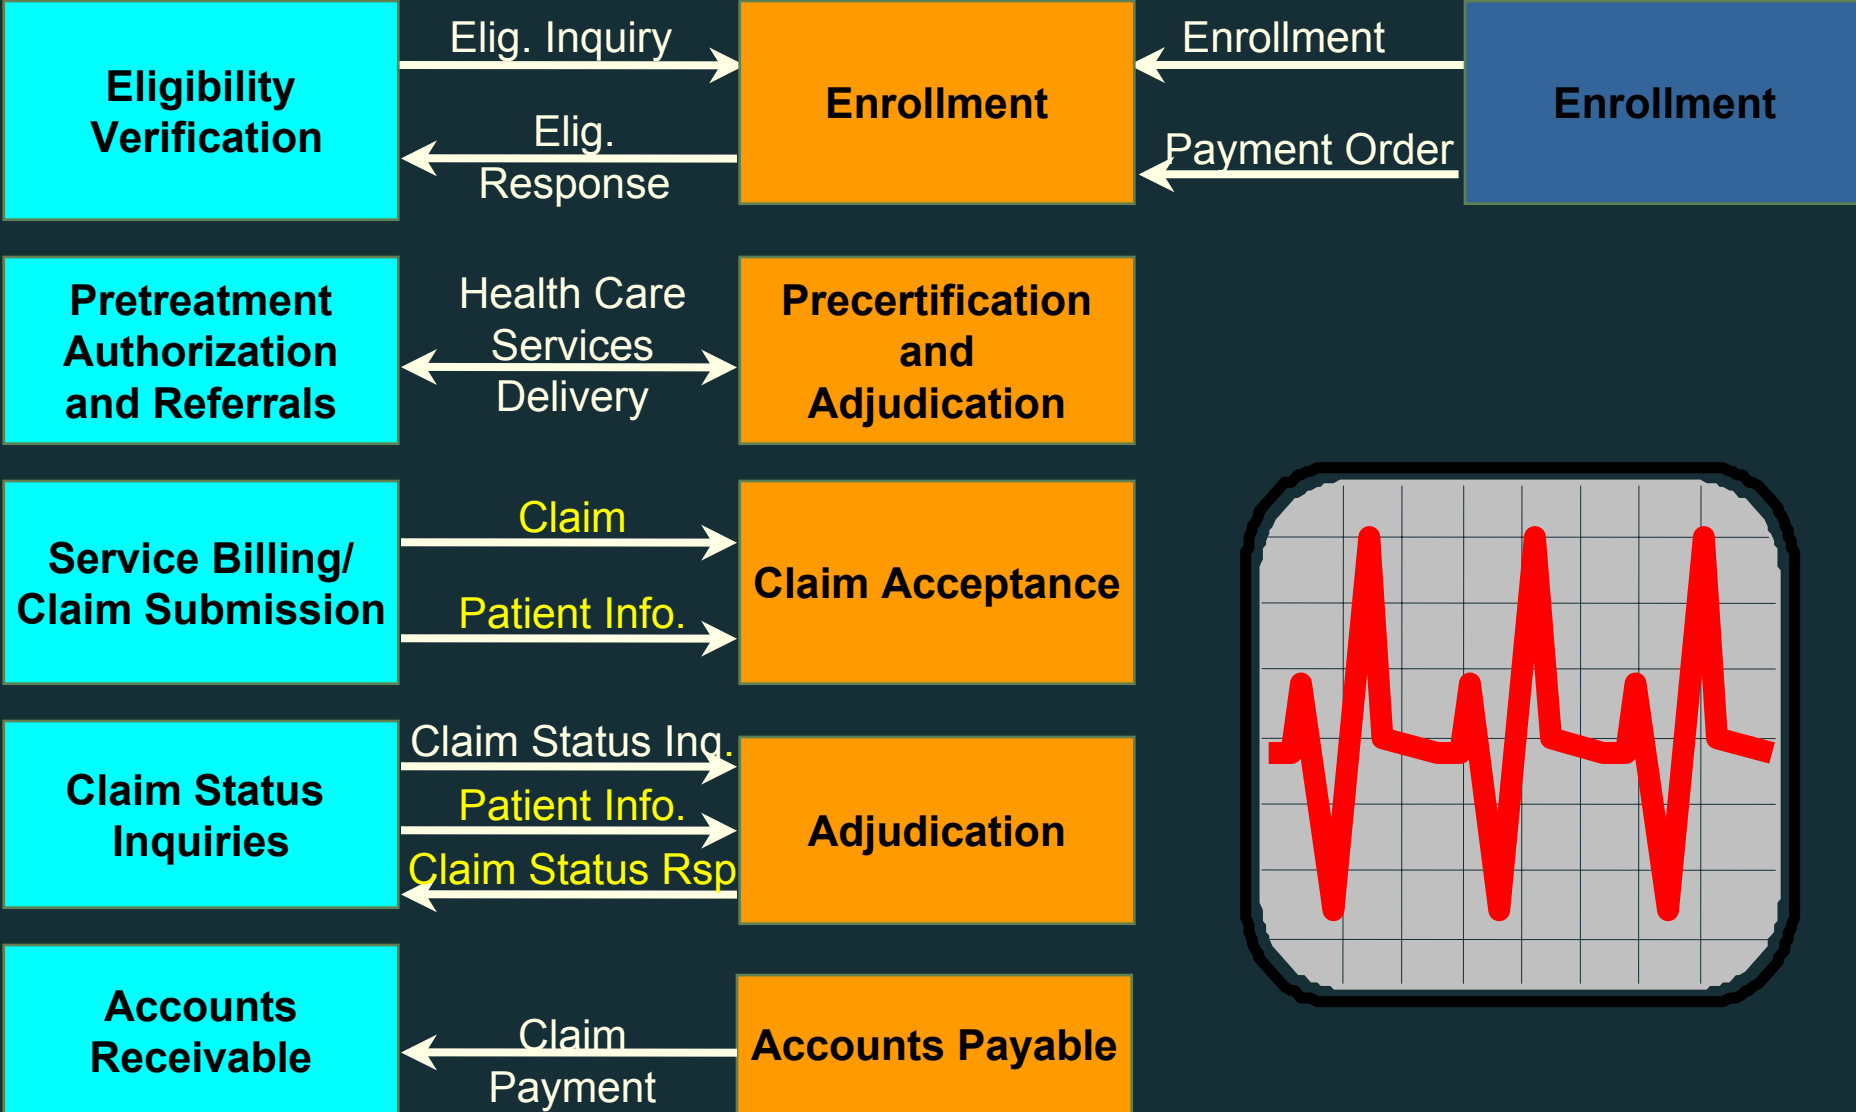 Eligibility
Verification
Elig. Inquiry
Elig.
Response
Enrollment
Enrollment
Payment Order
Enrollment
Pretreatment
Authorization
and Referrals
Health Care
Services
Delivery
Precertification
and
Adjudication
Service Billing/
Claim Submission
Claim
Patient Info.
Claim Acceptance
Claim Status
Inquiries
Claim Status Inq.
Patient Info.
Claim Status Rsp
Adjudication
Accounts
Receivable
Claim
Payment
Accounts Payable